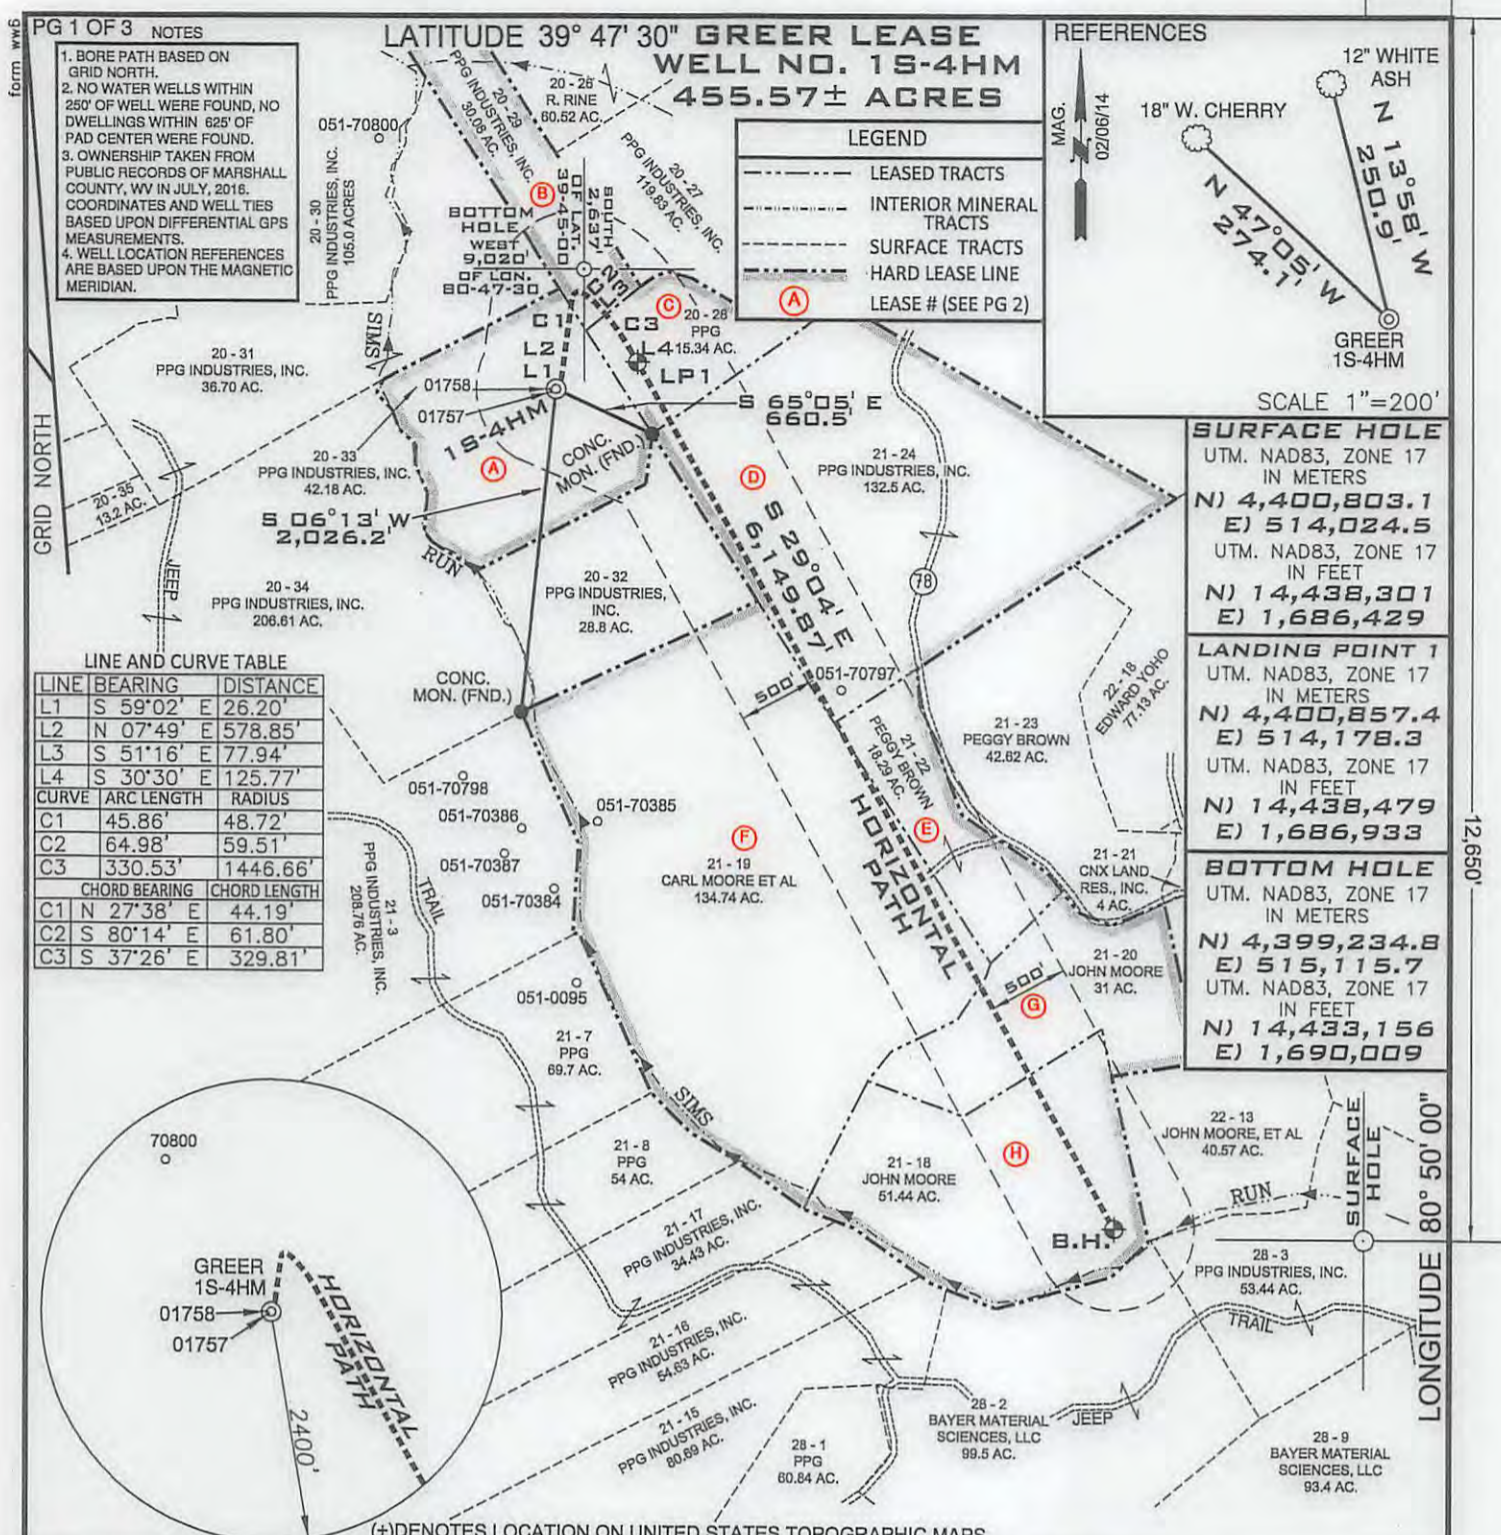 form ww6
PG 1 OF 3 NOTES
1. BORE PATH BASED ON
GRID NORTH.
2. NO WATER WELLS WITHIN
250' OF WELL WERE FOUND, NO
DWELLINGS WITHIN 625' OF
PAD CENTER WERE FOUND.
3. OWNERSHIP TAKEN FROM
PUBLIC RECORDS OF MARSHALL
COUNTY, WV IN JULY, 2016.
COORDINATES AND WELL TIES
BASED UPON DIFFERENTIAL GPS
MEASUREMENTS.
4. WELL LOCATION REFERENCES
ARE BASED UPON THE MAGNETIC
MERIDIAN.
LATITUDE 39° 47' 30" GREER LEASE
WELL NO. 1S-4HM
455.57± ACRES
LEGEND
LEASED TRACTS
INTERIOR MINERAL
TRACTS
SURFACE TRACTS
HARD LEASE LINE
A LEASE # (SEE PG 2)
REFERENCES
MAG.
02/06/14
18" W. CHERRY
12" WHITE
ASH
N 13°58' W
250.9'
N 47°05' W
274.1'
GREER
1S-4HM
SCALE 1"=200'
SURFACE HOLE
UTM. NAD83, ZONE 17
IN METERS
N) 4,400,803.1
E) 514,024.5
UTM. NAD83, ZONE 17
IN FEET
N) 14,438,301
E) 1,686,429
LANDING POINT 1
UTM. NAD83, ZONE 17
IN METERS
N) 4,400,857.4
E) 514,178.3
UTM. NAD83, ZONE 17
IN FEET
N) 14,438,479
E) 1,686,933
BOTTOM HOLE
UTM. NAD83, ZONE 17
IN METERS
N) 4,399,234.8
E) 515,115.7
UTM. NAD83, ZONE 17
IN FEET
N) 14,433,156
E) 1,690,009
12,650'
051-70800
20 - 30
PPG INDUSTRIES, INC.
105.0 ACRES
20 - 29
PPG INDUSTRIES, INC.
30.08 AC.
20 - 26
R. RINE
60.52 AC.
20 - 27
PPG INDUSTRIES, INC.
119.83 AC.
B
BOTTOM
HOLE
WEST
9,020'
OF LON.
80-47-30
SOUTH
2,637'
OF LAT.
39-45-00
C2
L3
C
20 - 28
PPG
15.34 AC.
C1
C3
L2
L4
L1
LP1
SIMS
20 - 31
PPG INDUSTRIES, INC.
36.70 AC.
01758
01757
1S-4HM
S 65°05' E
660.5'
A
CONC.
MON. (FND.)
20 - 33
PPG INDUSTRIES, INC.
42.18 AC.
S 06°13' W
2,026.2'
RUN
20 - 35
13.2 AC.
GRID NORTH
JEEP
20 - 34
PPG INDUSTRIES, INC.
206.61 AC.
D
21 - 24
PPG INDUSTRIES, INC.
132.5 AC.
S 29°04' E
6,149.87'
78
20 - 32
PPG INDUSTRIES,
INC.
28.8 AC.
CONC.
MON. (FND.)
051-70797
500'
22 - 18
EDWARD YOHO
77.13 AC.
21 - 23
PEGGY BROWN
42.62 AC.
21 - 22
PEGGY BROWN
18.29 AC.
LINE AND CURVE TABLE
LINE BEARING DISTANCE
L1 S 59°02' E 26.20'
L2 N 07°49' E 578.85'
L3 S 51°16' E 77.94'
L4 S 30°30' E 125.77'
CURVE ARC LENGTH RADIUS
C1 45.86' 48.72'
C2 64.98' 59.51'
C3 330.53' 1446.66'
CHORD BEARING CHORD LENGTH
C1 N 27°38' E 44.19'
C2 S 80°14' E 61.80'
C3 S 37°26' E 329.81'
051-70798
051-70386
051-70385
051-70387
051-70384
051-0095
TRAIL
21 - 3
PPG INDUSTRIES, INC.
208.76 AC.
F
21 - 19
CARL MOORE ET AL
134.74 AC.
HORIZONTAL
PATH
E
21 - 21
CNX LAND
RES., INC.
4 AC.
21 - 20
JOHN MOORE
31 AC.
500'
G
21 - 7
PPG
69.7 AC.
SIMS
21 - 8
PPG
54 AC.
21 - 18
JOHN MOORE
51.44 AC.
H
B.H.
22 - 13
JOHN MOORE, ET AL
40.57 AC.
RUN
SURFACE
HOLE
LONGITUDE 80° 50' 00"
28 - 3
PPG INDUSTRIES, INC.
53.44 AC.
TRAIL
21 - 17
PPG INDUSTRIES, INC.
34.43 AC.
21 - 16
PPG INDUSTRIES, INC.
54.63 AC.
21 - 15
PPG INDUSTRIES, INC.
80.69 AC.
28 - 1
PPG
60.84 AC.
28 - 2
BAYER MATERIAL
SCIENCES, LLC
99.5 AC.
JEEP
28 - 9
BAYER MATERIAL
SCIENCES, LLC
93.4 AC.
70800
GREER
1S-4HM
01758
01757
HORIZONTAL
PATH
2400'
(+)DENOTES LOCATION ON UNITED STATES TOPOGRAPHIC MAPS